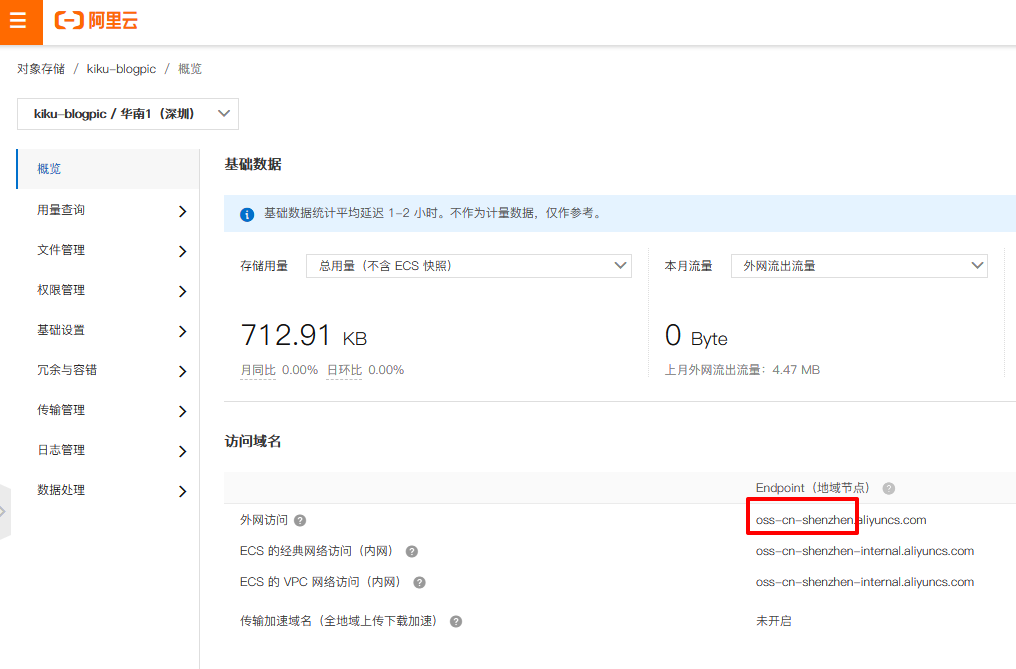 阿里云
对象存储 / kiku-blogpic / 概览
kiku-blogpic / 华南1（深圳）
概览
用量查询
文件管理
权限管理
基础设置
冗余与容错
传输管理
日志管理
数据处理
基础数据
基础数据统计平均延迟 1-2 小时。不作为计量数据，仅作参考。
存储用量 总用量（不含 ECS 快照） 本月流量 外网流出流量
712.91 KB 0 Byte
月同比 0.00% 日环比 0.00% 上月外网流出流量：4.47 MB
访问域名
Endpoint（地域节点）
外网访问 oss-cn-shenzhen.aliyuncs.com
ECS 的经典网络访问（内网） oss-cn-shenzhen-internal.aliyuncs.com
ECS 的 VPC 网络访问（内网） oss-cn-shenzhen-internal.aliyuncs.com
传输加速域名（全地域上传下载加速） 未开启